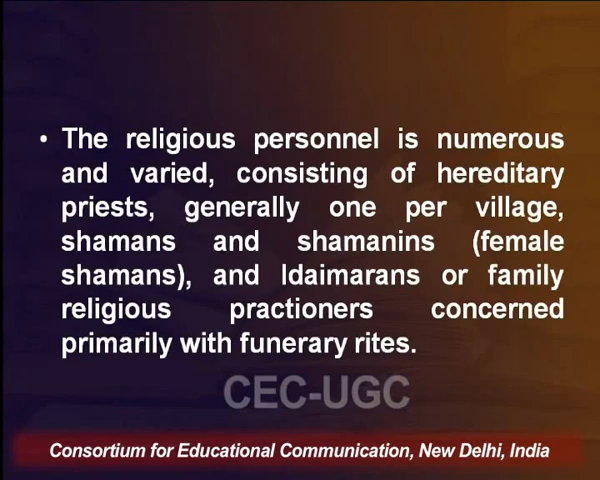 • The religious personnel is numerous
and varied, consisting of hereditary
priests, generally one per village,
shamans and shamanins (female
shamans), and Idaimarans or family
religious practioners concerned
primarily with funerary rites.
CEC-UGC
Consortium for Educational Communication, New Delhi, India